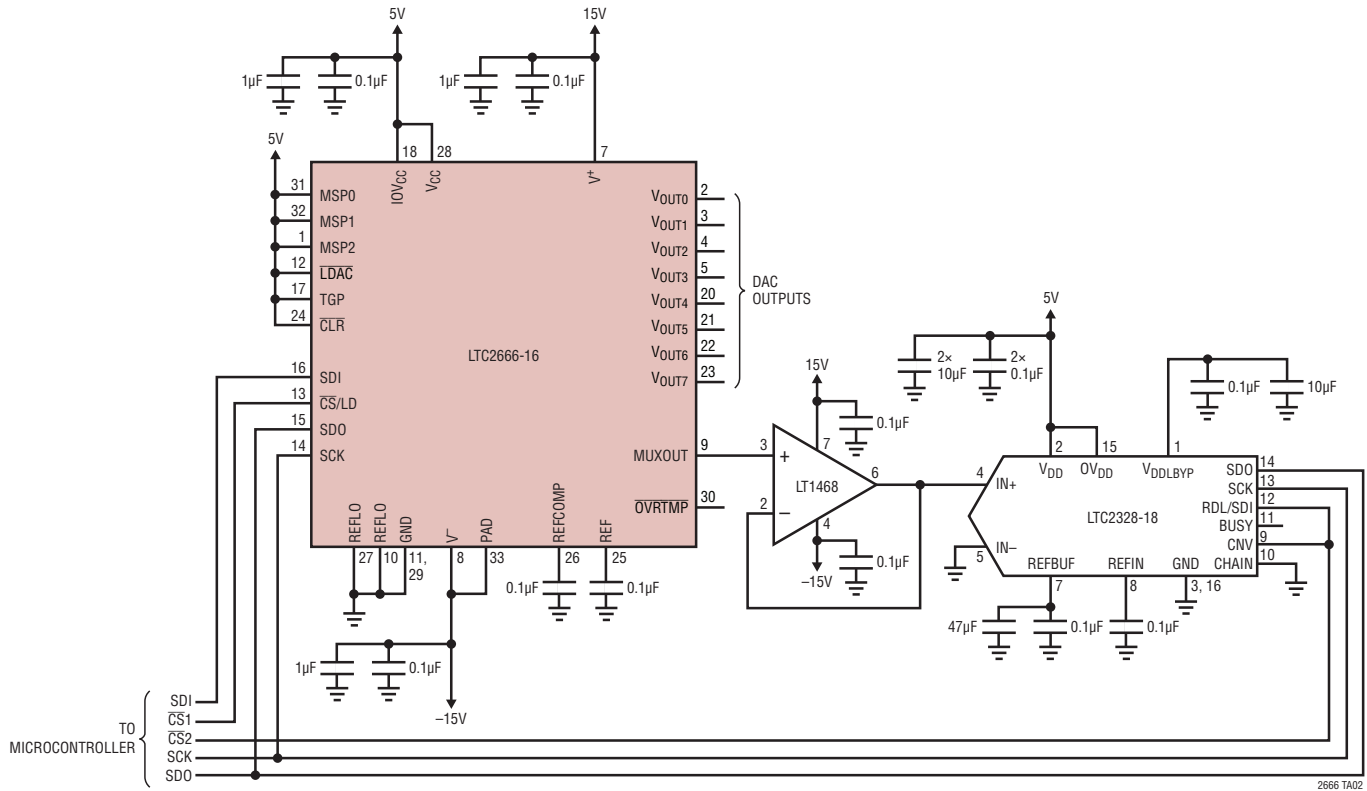 5V
15V
1µF
0.1µF
1µF
0.1µF
5V
18
28
7
IOVCC
VCC
V+
31
MSP0
32
MSP1
1
MSP2
12
LDAC
17
TGP
24
CLR
16
SDI
13
CS/LD
15
SDO
14
SCK
LTC2666-16
VOUT0
2
VOUT1
3
VOUT2
4
VOUT3
5
VOUT4
20
VOUT5
21
VOUT6
22
VOUT7
23
DAC
OUTPUTS
MUXOUT
9
OVRTMP
30
REFLO
REFLO
GND
V–
PAD
REFCOMP
REF
27
10
11,
29
8
33
26
25
0.1µF
0.1µF
1µF
0.1µF
–15V
15V
0.1µF
7
3
+
LT1468
6
2
–
4
0.1µF
–15V
5V
2×
10µF
2×
0.1µF
0.1µF
10µF
2
15
1
VDD
OVDD
VDDLBYP
4
IN+
LTC2328-18
IN–
5
SDO
14
SCK
13
RDL/SDI
12
BUSY
11
CNV
9
CHAIN
10
REFBUF
REFIN
GND
7
8
3, 16
47µF
0.1µF
0.1µF
TO
MICROCONTROLLER
SDI
CS1
CS2
SCK
SDO
2666 TA02